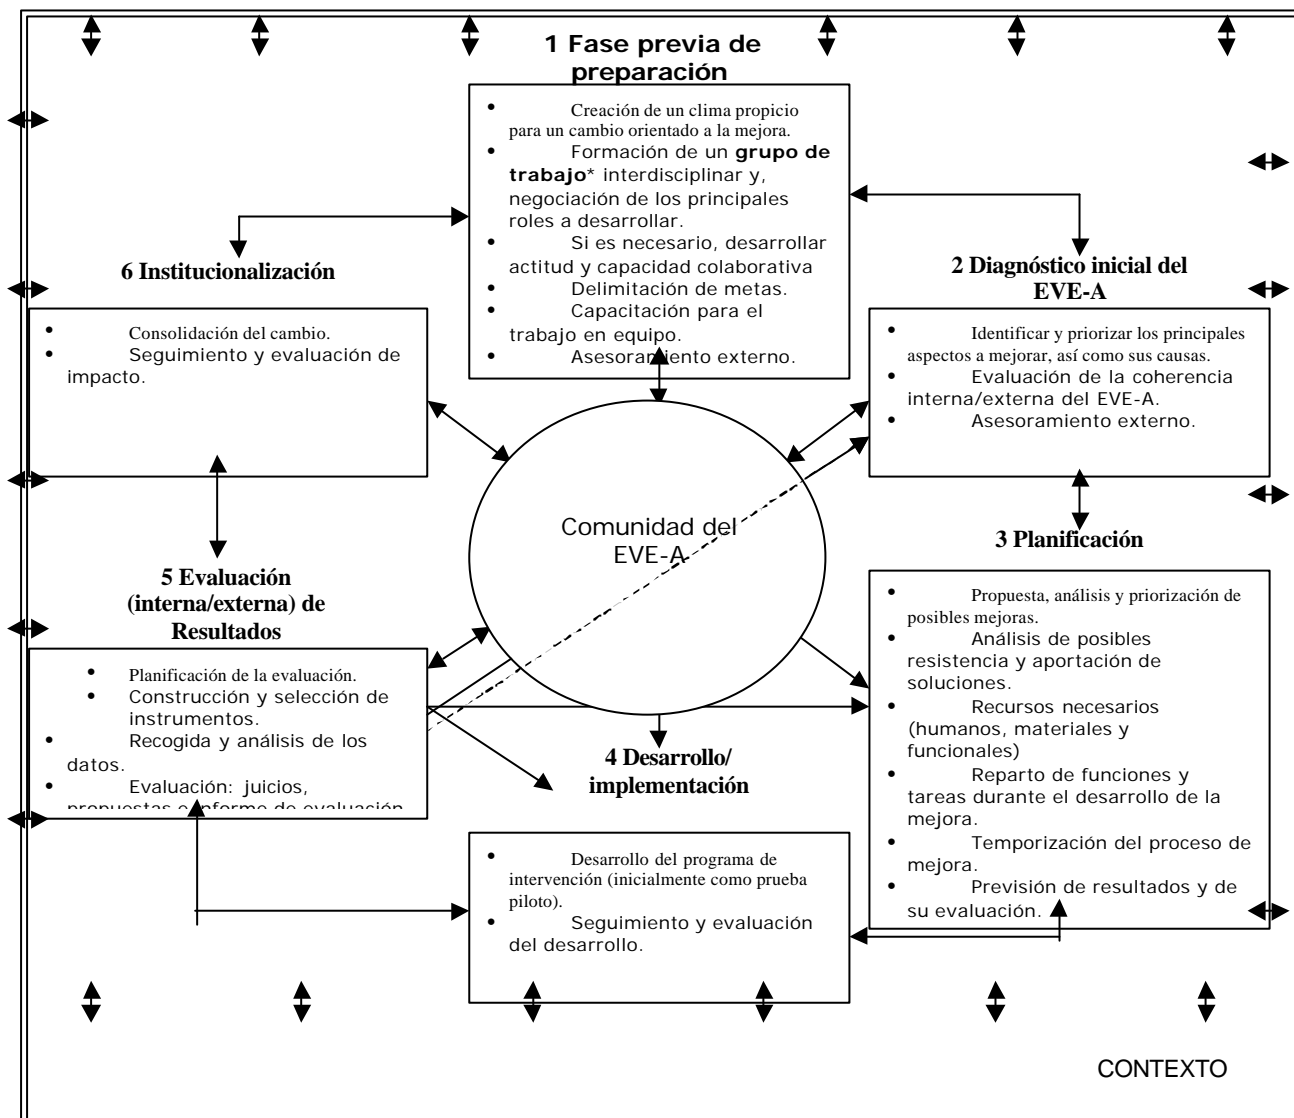 1 Fase previa de
preparación
• Creación de un clima propicio
para un cambio orientado a la mejora.
• Formación de un grupo de
trabajo* interdisciplinar y,
negociación de los principales
roles a desarrollar.
• Si es necesario, desarrollar
actitud y capacidad colaborativa
• Delimitación de metas.
• Capacitación para el
trabajo en equipo.
• Asesoramiento externo.
6 Institucionalización
• Consolidación del cambio.
• Seguimiento y evaluación de
impacto.
2 Diagnóstico inicial del
EVE-A
• Identificar y priorizar los principales
aspectos a mejorar, así como sus causas.
• Evaluación de la coherencia
interna/externa del EVE-A.
• Asesoramiento externo.
Comunidad del
EVE-A
3 Planificación
• Propuesta, análisis y priorización de
posibles mejoras.
• Análisis de posibles
resistencia y aportación de
soluciones.
• Recursos necesarios
(humanos, materiales y
funcionales)
• Reparto de funciones y
tareas durante el desarrollo de la
mejora.
• Temporización del proceso de
mejora.
• Previsión de resultados y de
su evaluación.
5 Evaluación
(interna/externa) de
Resultados
• Planificación de la evaluación.
• Construcción y selección de
instrumentos.
• Recogida y análisis de los
datos.
• Evaluación: juicios,
propuestas e informe de evaluación
4 Desarrollo/
implementación
• Desarrollo del programa de
intervención (inicialmente como prueba
piloto).
• Seguimiento y evaluación
del desarrollo.
CONTEXTO